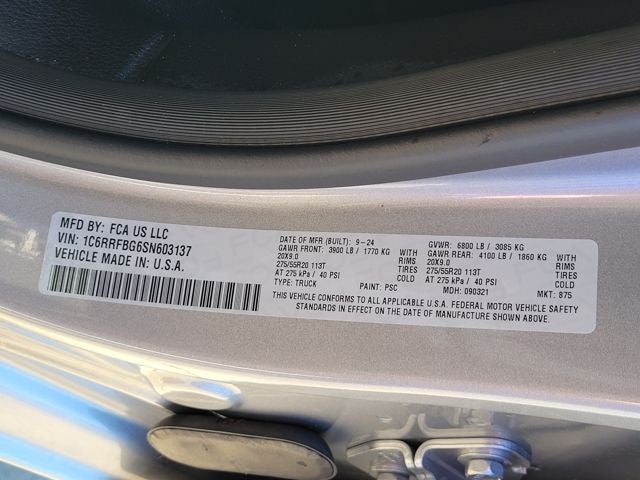 MFD BY: FCA US LLC
VIN: 1C6RRFBG6SN603137
VEHICLE MADE IN: U.S.A.
DATE OF MFR (BUILT): 9-24 GVWR: 6800 LB / 3085 KG
GAWR FRONT: 3900 LB / 1770 KG WITH GAWR REAR: 4100 LB / 1860 KG WITH
20X9.0 RIMS 20X9.0 RIMS
275/55R20 113T TIRES 275/55R20 113T TIRES
AT 275 kPa / 40 PSI COLD AT 275 kPa / 40 PSI COLD
TYPE: TRUCK PAINT: PSC MDH: 090321 MKT: 875
THIS VEHICLE CONFORMS TO ALL APPLICABLE U.S.A. FEDERAL MOTOR VEHICLE SAFETY
STANDARDS IN EFFECT ON THE DATE OF MANUFACTURE SHOWN ABOVE.